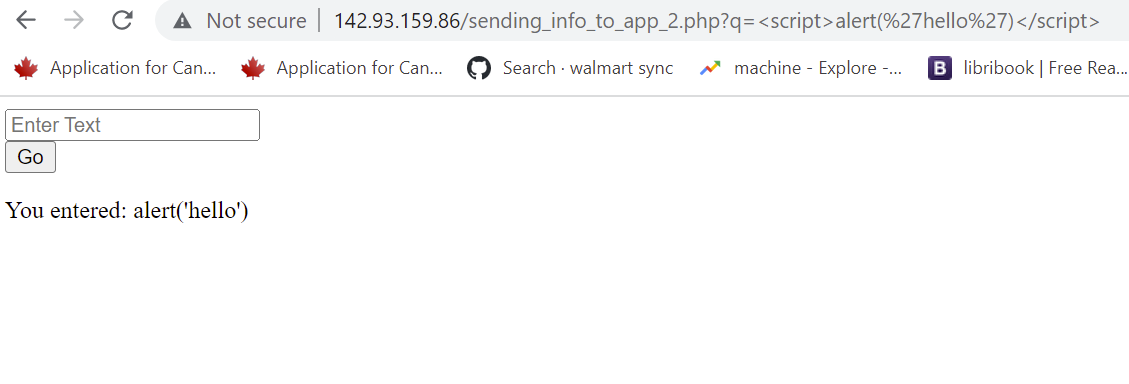 Not secure | 142.93.159.86/sending_info_to_app_2.php?q=<script>alert(%27hello%27)</script>
Application for Can... Application for Can... Search · walmart sync machine - Explore -... B libribook | Free Rea...
Enter Text
Go
You entered: alert('hello')